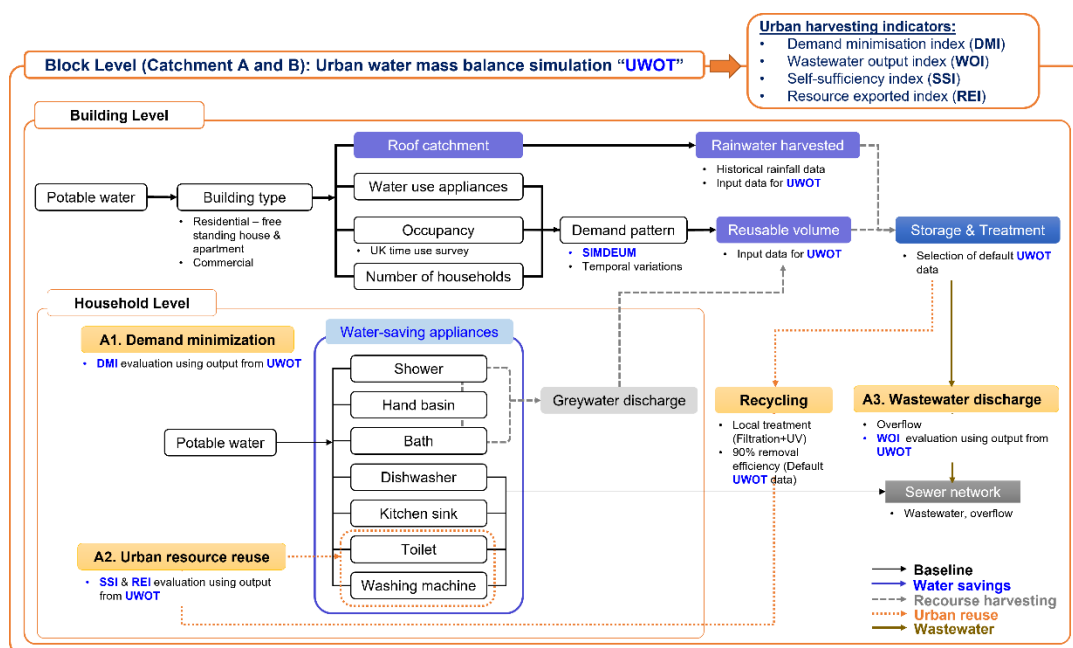 Urban harvesting indicators:
• Demand minimisation index (DMI)
• Wastewater output index (WOI)
• Self-sufficiency index (SSI)
• Resource exported index (REI)
Block Level (Catchment A and B): Urban water mass balance simulation “UWOT”
Building Level
Roof catchment
Rainwater harvested
• Historical rainfall data
• Input data for UWOT
Potable water
Building type
• Residential – free
standing house &
apartment
• Commercial
Water use appliances
Occupancy
• UK time use survey
Number of households
Demand pattern
• SIMDEUM
• Temporal variations
Reusable volume
• Input data for UWOT
Storage & Treatment
• Selection of default UWOT
data
Household Level
A1. Demand minimization
• DMI evaluation using output from UWOT
Water-saving appliances
Shower
Hand basin
Bath
Dishwasher
Kitchen sink
Toilet
Washing machine
Potable water
Greywater discharge
Recycling
• Local treatment
(Filtration+UV)
• 90% removal
efficiency (Default
UWOT data)
A3. Wastewater discharge
• Overflow
• WOI evaluation using output from
UWOT
Sewer network
• Wastewater, overflow
A2. Urban resource reuse
• SSI & REI evaluation using output
from UWOT
Baseline
Water savings
Recourse harvesting
Urban reuse
Wastewater